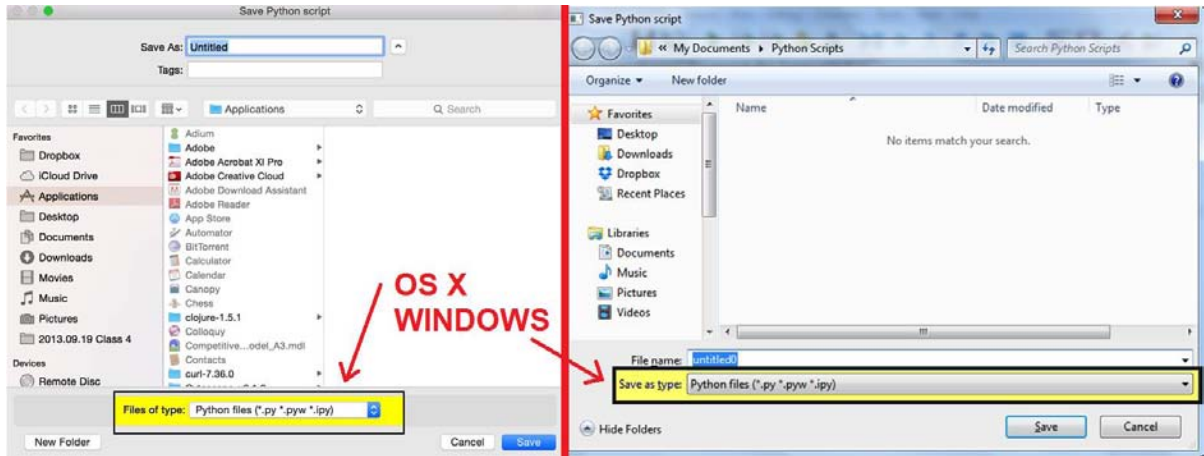 Save Python script
Save As: Untitled
Tags:
Applications
Search
Favorites
Dropbox
iCloud Drive
Applications
Desktop
Documents
Downloads
Movies
Music
Pictures
2013.09.19 Class 4
Devices
Remote Disc
Adium
Adobe
Adobe Acrobat XI Pro
Adobe Creative Cloud
Adobe Download Assistant
Adobe Reader
App Store
Automator
BitTorrent
Calculator
Calendar
Canopy
Chess
clojure-1.5.1
Colloquy
Competitive...odel_A3.mdl
Contacts
curl-7.36.0
Files of type: Python files (*.py *.pyw *.ipy)
New Folder
Cancel
Save
OS X
WINDOWS
Save Python script
« My Documents ▸ Python Scripts
Search Python Scripts
Organize
New folder
Name
Date modified
Type
No items match your search.
Favorites
Desktop
Downloads
Dropbox
Recent Places
Libraries
Documents
Music
Pictures
Videos
File name: untitled0
Save as type: Python files (*.py *.pyw *.ipy)
Hide Folders
Save
Cancel